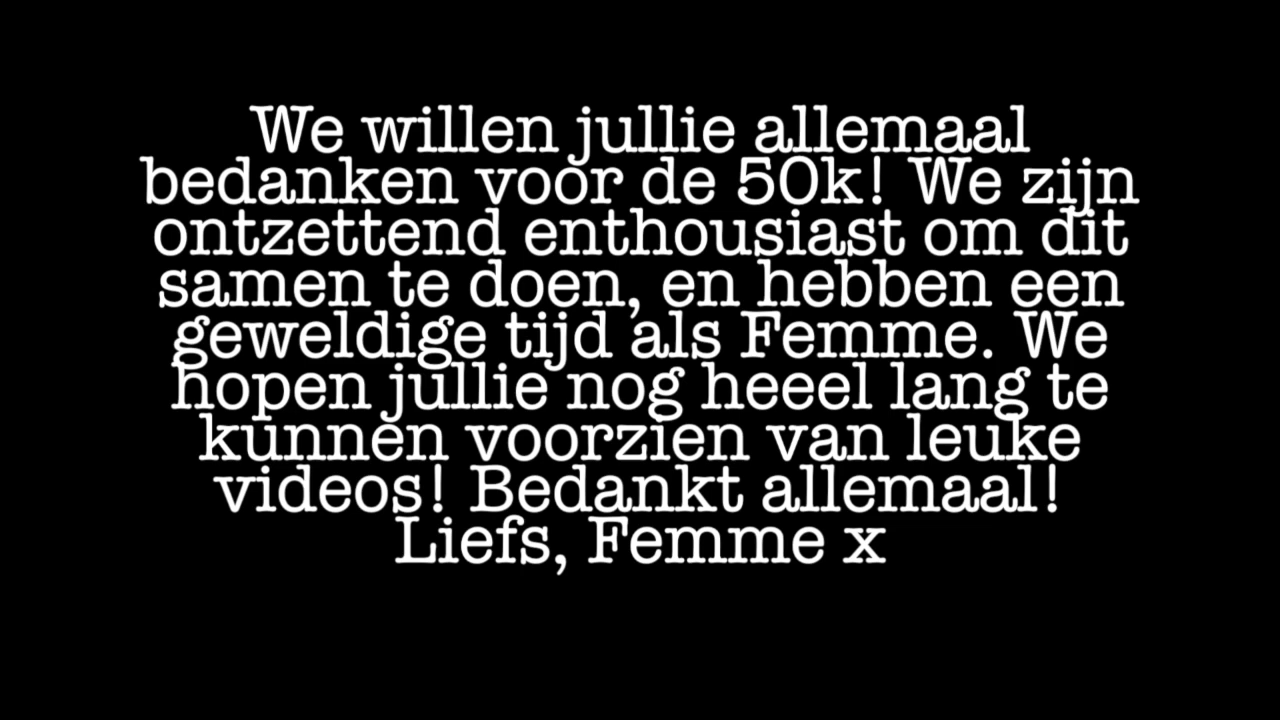 We willen jullie allemaal
bedanken voor de 50k! We zijn
ontzettend enthousiast om dit
samen te doen, en hebben een
geweldige tijd als Femme. We
hopen jullie nog heeel lang te
kunnen voorzien van leuke
videos! Bedankt allemaal!
Liefs, Femme x